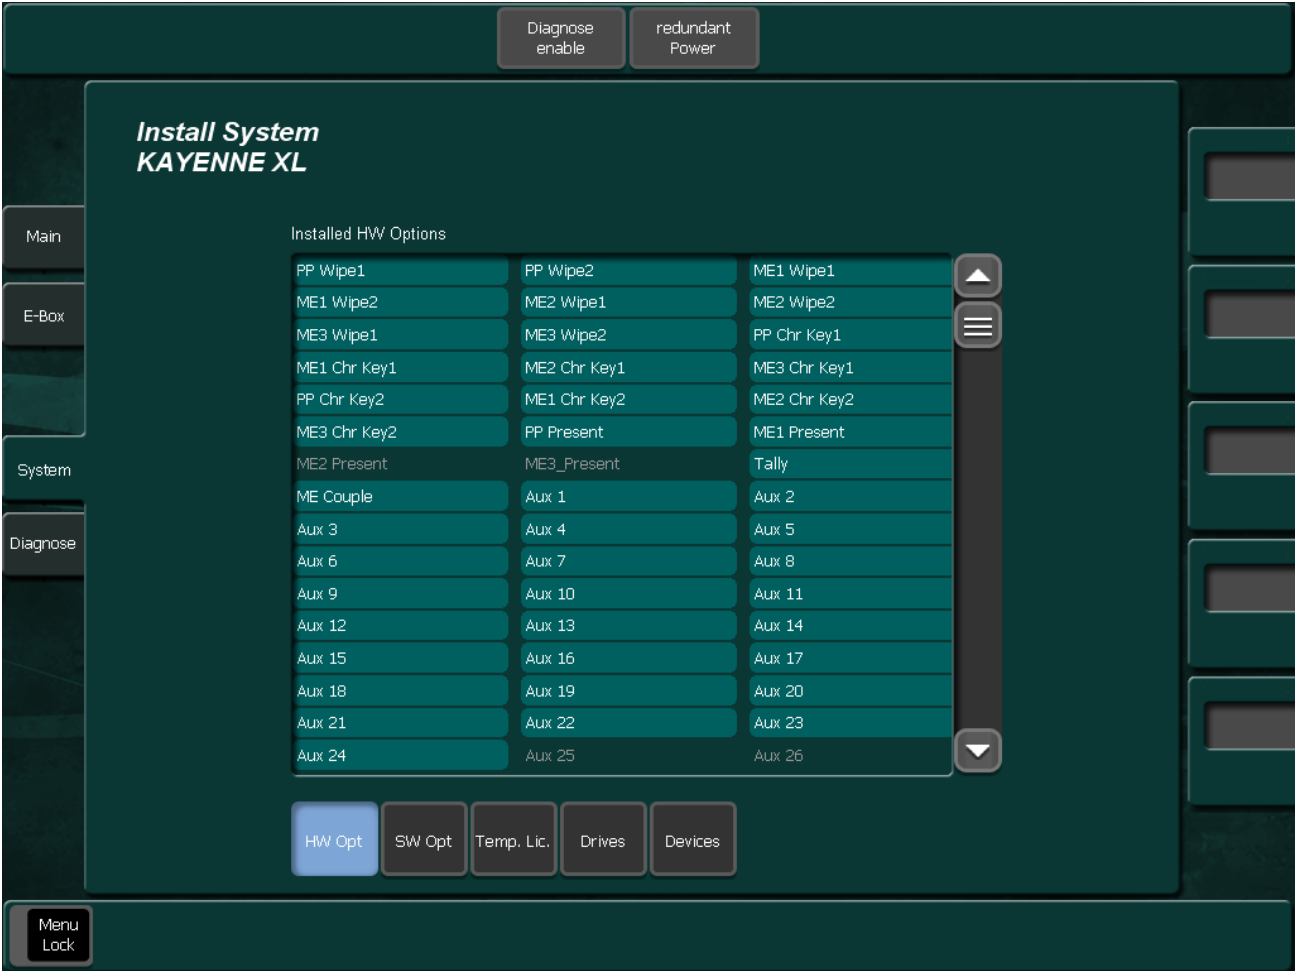 Diagnose
enable
redundant
Power
Install System
KAYENNE XL
Main
E-Box
System
Diagnose
Installed HW Options
PP Wipe1 PP Wipe2 ME1 Wipe1
ME1 Wipe2 ME2 Wipe1 ME2 Wipe2
ME3 Wipe1 ME3 Wipe2 PP Chr Key1
ME1 Chr Key1 ME2 Chr Key1 ME3 Chr Key1
PP Chr Key2 ME1 Chr Key2 ME2 Chr Key2
ME3 Chr Key2 PP Present ME1 Present
ME2 Present ME3_Present Tally
ME Couple Aux 1 Aux 2
Aux 3 Aux 4 Aux 5
Aux 6 Aux 7 Aux 8
Aux 9 Aux 10 Aux 11
Aux 12 Aux 13 Aux 14
Aux 15 Aux 16 Aux 17
Aux 18 Aux 19 Aux 20
Aux 21 Aux 22 Aux 23
Aux 24 Aux 25 Aux 26
HW Opt SW Opt Temp. Lic. Drives Devices
Menu
Lock